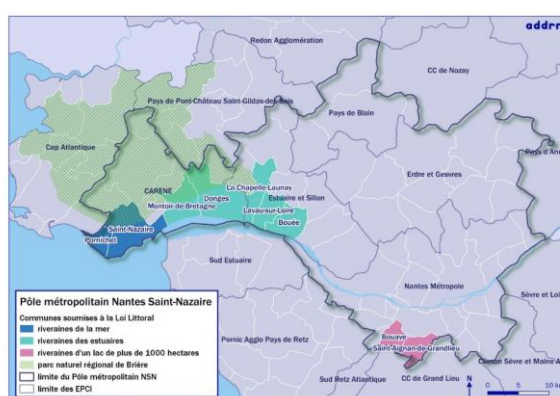 addrn
Redon Agglomération
CC de Nozay
Pays de Pont-Château Saint-Gildas-des-Bois
Pays de Blain
Cap Atlantique
Erdre et Gesvres
CARENE
La Chapelle-Launay
Donges
Estuaire et Sillon
Montoir-de-Bretagne
Lavau-sur-Loire
Saint-Nazaire
Bouée
Pornichet
Sud Estuaire
Nantes Métropole
Pornic Agglo Pays de Retz
Bouaye
Saint-Aignan-de-Grandlieu
Sud Retz Atlantique
CC de Grand Lieu
Pôle métropolitain Nantes Saint-Nazaire
Communes soumises à la Loi Littoral
riveraines de la mer
riveraines des estuaires
riveraines d'un lac de plus de 1000 hectares
parc naturel régional de Brière
limite du Pôle métropolitain NSN
limite des EPCI
N
0 5 10